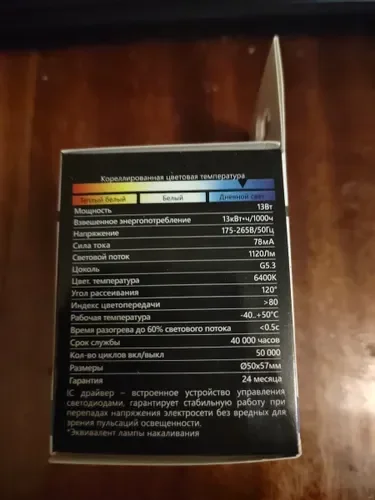 Кореллированная цветовая температура
Тёплый белый Белый Дневной свет
Мощность 13Вт
Взвешенное энергопотребление 13кВт•ч/1000ч
Напряжение 175-265В/50Гц
Сила тока 78мА
Световой поток 1120Лм
Цоколь G5.3
Цвет. температура 6400К
Угол рассеивания 120°
Индекс цветопередачи >80
Рабочая температура -40..+50°С
Время разогрева до 60% светового потока <0.5с
Срок службы 40 000 часов
Кол-во циклов вкл/выкл 50 000
Размеры Ø50х57мм
Гарантия 24 месяца
IC драйвер – встроенное устройство управления
светодиодами, гарантирует стабильную работу при
перепадах напряжения электросети без вредных для
зрения пульсаций освещенности.
*Эквивалент лампы накаливания